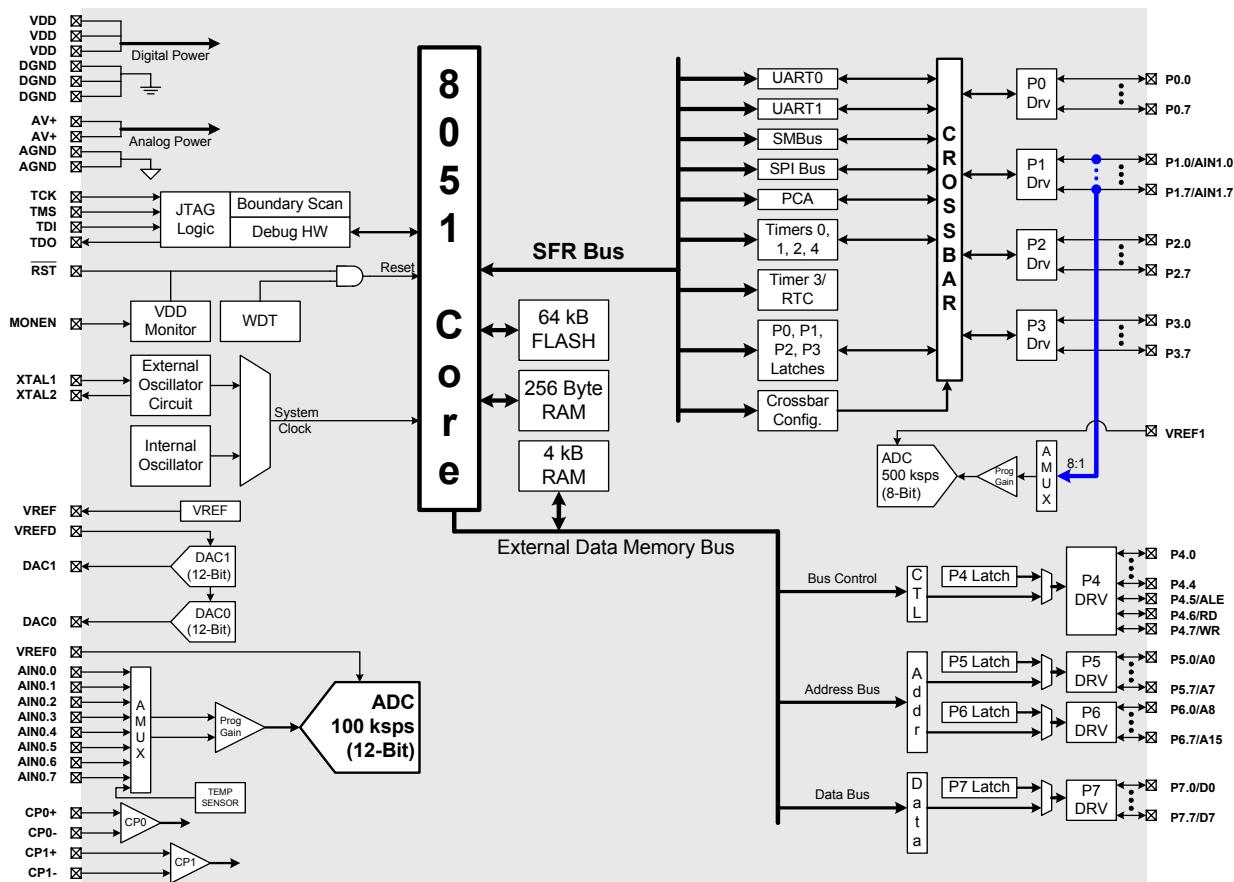 VDD
VDD
VDD
Digital Power
DGND
DGND
DGND
AV+
AV+
Analog Power
AGND
AGND
TCK
TMS
TDI
TDO
JTAG
Logic
Boundary Scan
Debug HW
RST
Reset
VDD
Monitor
WDT
MONEN
XTAL1
XTAL2
External
Oscillator
Circuit
System
Clock
Internal
Oscillator
VREF
VREF
VREFD
DAC1
DAC1
(12-Bit)
DAC0
DAC0
(12-Bit)
VREF0
AIN0.0
AIN0.1
AIN0.2
AIN0.3
AIN0.4
AIN0.5
AIN0.6
AIN0.7
AMUX
Prog
Gain
ADC
100 ksps
(12-Bit)
TEMP
SENSOR
CP0+
CP0-
CP0
CP1+
CP1-
CP1
8051 Core
SFR Bus
64 kB
FLASH
256 Byte
RAM
4 kB
RAM
External Data Memory Bus
UART0
UART1
SMBus
SPI Bus
PCA
Timers 0,
1, 2, 4
Timer 3/
RTC
P0, P1,
P2, P3
Latches
Crossbar
Config.
CROSSBAR
P0
Drv
P0.0
P0.7
P1
Drv
P1.0/AIN1.0
P1.7/AIN1.7
P2
Drv
P2.0
P2.7
P3
Drv
P3.0
P3.7
VREF1
ADC
500 ksps
(8-Bit)
Prog
Gain
AMUX
8:1
Bus Control
CTL
P4 Latch
P4
DRV
P4.0
P4.4
P4.5/ALE
P4.6/RD
P4.7/WR
Address Bus
Addr
P5 Latch
P5
DRV
P5.0/A0
P5.7/A7
P6 Latch
P6
DRV
P6.0/A8
P6.7/A15
Data Bus
Data
P7 Latch
P7
DRV
P7.0/D0
P7.7/D7